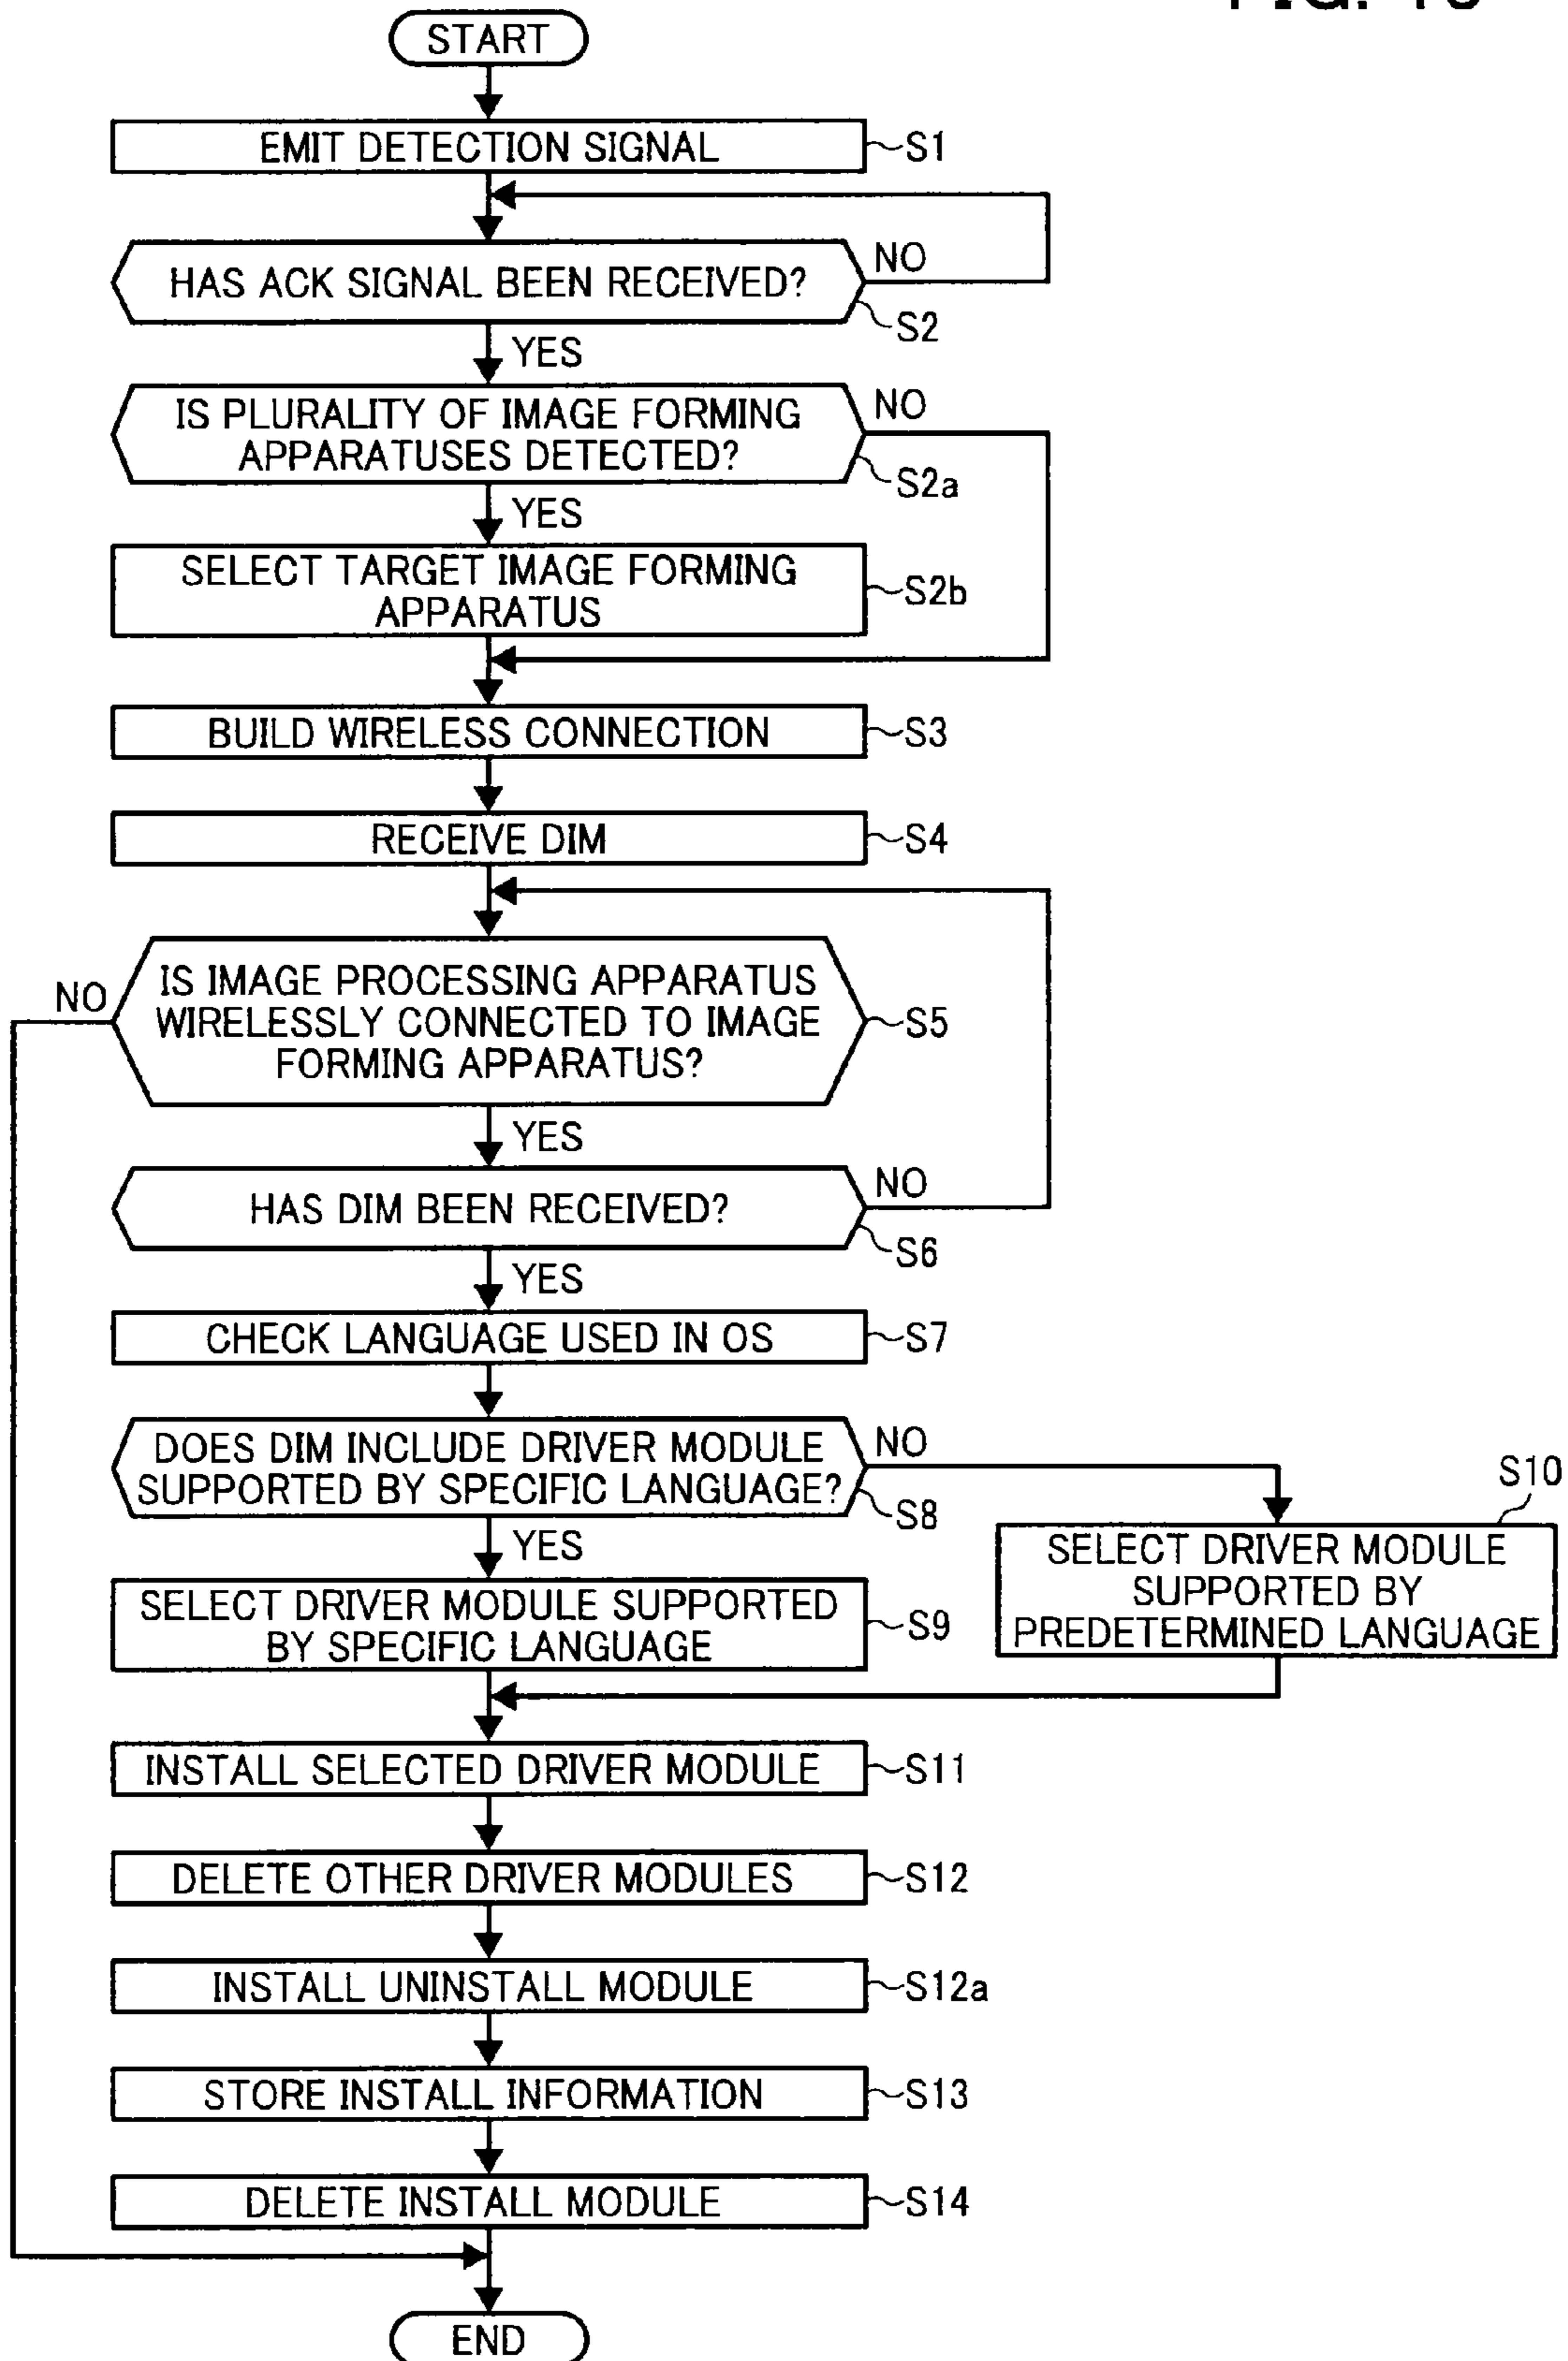 START
EMIT DETECTION SIGNAL
S1
HAS ACK SIGNAL BEEN RECEIVED?
NO
S2
YES
IS PLURALITY OF IMAGE FORMING
APPARATUSES DETECTED?
NO
S2a
YES
SELECT TARGET IMAGE FORMING
APPARATUS
S2b
BUILD WIRELESS CONNECTION
S3
RECEIVE DIM
S4
NO
IS IMAGE PROCESSING APPARATUS
WIRELESSLY CONNECTED TO IMAGE
FORMING APPARATUS?
S5
YES
HAS DIM BEEN RECEIVED?
NO
S6
YES
CHECK LANGUAGE USED IN OS
S7
DOES DIM INCLUDE DRIVER MODULE
SUPPORTED BY SPECIFIC LANGUAGE?
NO
S8
YES
S10
SELECT DRIVER MODULE
SUPPORTED BY
PREDETERMINED LANGUAGE
SELECT DRIVER MODULE SUPPORTED
BY SPECIFIC LANGUAGE
S9
INSTALL SELECTED DRIVER MODULE
S11
DELETE OTHER DRIVER MODULES
S12
INSTALL UNINSTALL MODULE
S12a
STORE INSTALL INFORMATION
S13
DELETE INSTALL MODULE
S14
END